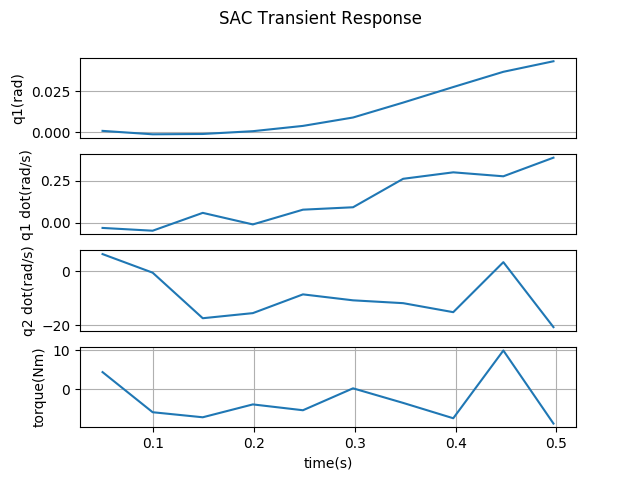 SAC Transient Response
q1(rad)
0.025
0.000
q1 dot(rad/s)
0.25
0.00
q2 dot(rad/s)
0
−20
torque(Nm)
10
0
0.1 0.2 0.3 0.4 0.5
time(s)